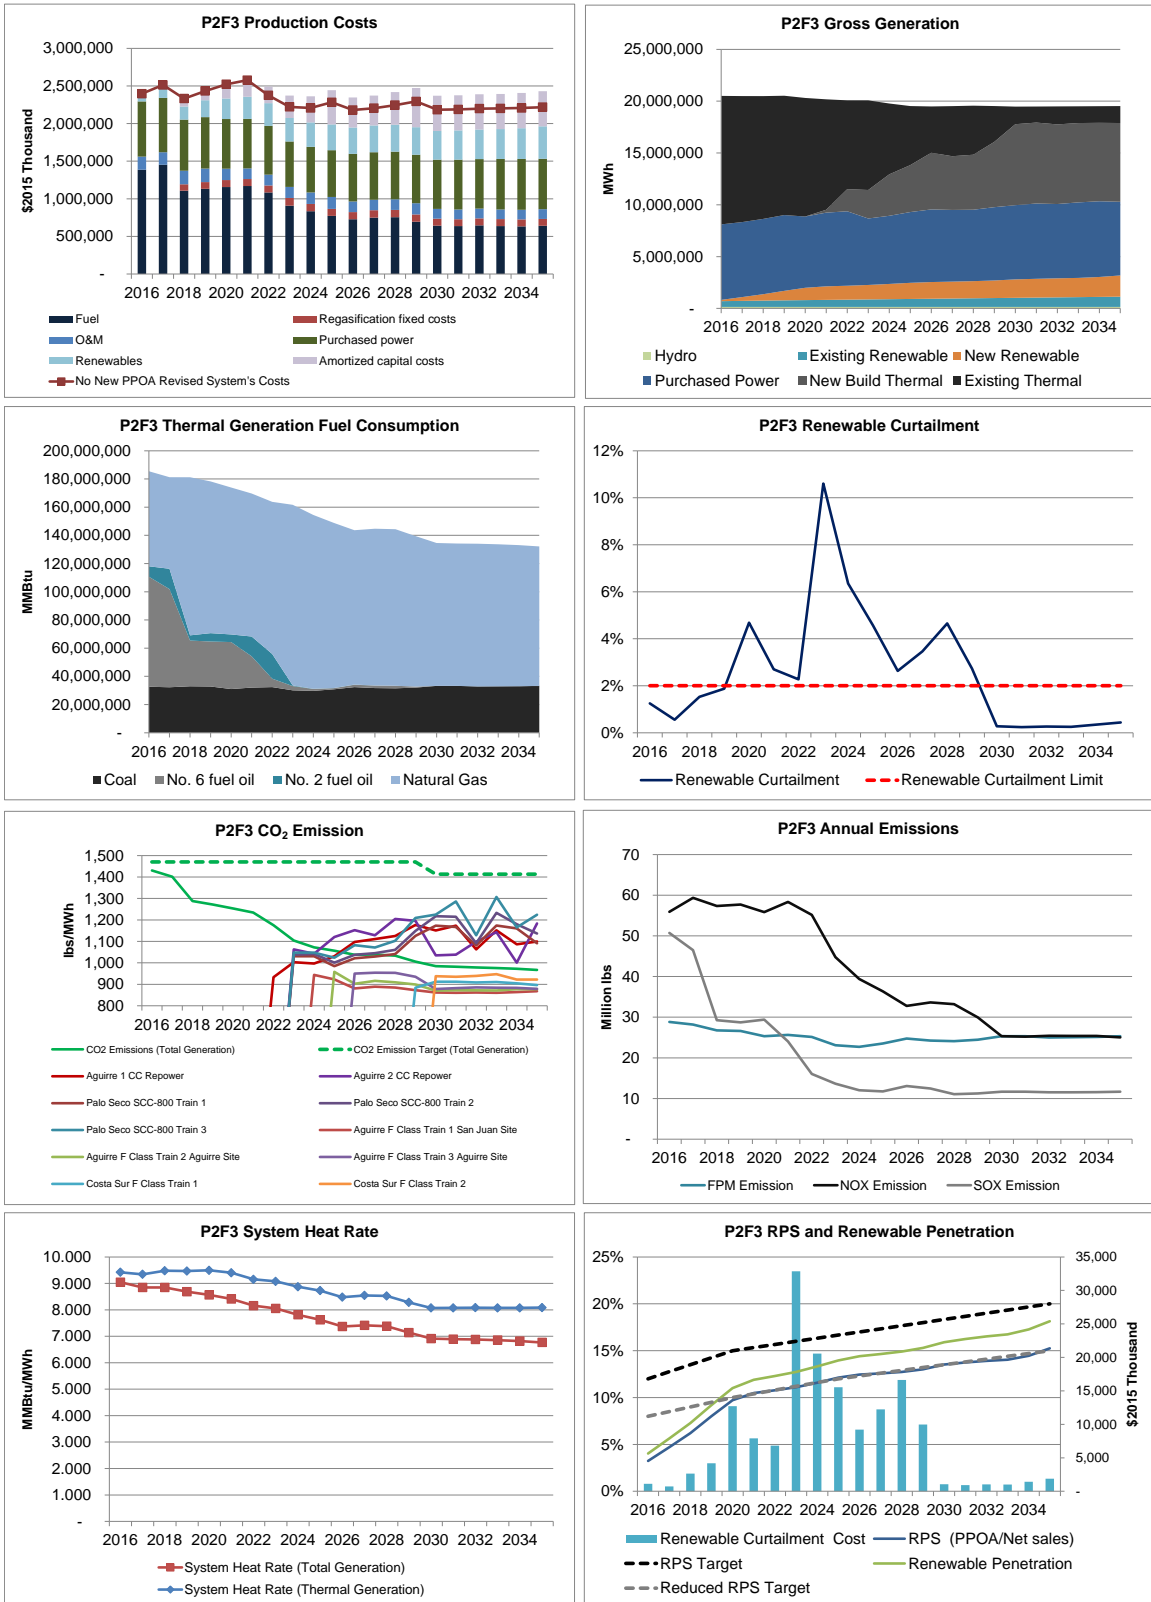 P2F3 Production Costs
3,000,000
2,500,000
2,000,000
1,500,000
1,000,000
500,000
-
$2015 Thousand
2016 2018 2020 2022 2024 2026 2028 2030 2032 2034
Fuel Regasification fixed costs
O&M Purchased power
Renewables Amortized capital costs
No New PPOA Revised System's Costs
P2F3 Gross Generation
25,000,000
20,000,000
15,000,000
10,000,000
5,000,000
-
MWh
2016 2018 2020 2022 2024 2026 2028 2030 2032 2034
Hydro Existing Renewable New Renewable
Purchased Power New Build Thermal Existing Thermal
P2F3 Thermal Generation Fuel Consumption
200,000,000
180,000,000
160,000,000
140,000,000
120,000,000
100,000,000
80,000,000
60,000,000
40,000,000
20,000,000
-
MMBtu
2016 2018 2020 2022 2024 2026 2028 2030 2032 2034
Coal No. 6 fuel oil No. 2 fuel oil Natural Gas
P2F3 Renewable Curtailment
12%
10%
8%
6%
4%
2%
0%
2016 2018 2020 2022 2024 2026 2028 2030 2032 2034
Renewable Curtailment Renewable Curtailment Limit
P2F3 CO2 Emission
1,500
1,400
1,300
1,200
1,100
1,000
900
800
lbs/MWh
2016 2018 2020 2022 2024 2026 2028 2030 2032 2034
CO2 Emissions (Total Generation) CO2 Emission Target (Total Generation)
Aguirre 1 CC Repower Aguirre 2 CC Repower
Palo Seco SCC-800 Train 1 Palo Seco SCC-800 Train 2
Palo Seco SCC-800 Train 3 Aguirre F Class Train 1 San Juan Site
Aguirre F Class Train 2 Aguirre Site Aguirre F Class Train 3 Aguirre Site
Costa Sur F Class Train 1 Costa Sur F Class Train 2
P2F3 Annual Emissions
70
60
50
40
30
20
10
-
Million lbs
2016 2018 2020 2022 2024 2026 2028 2030 2032 2034
FPM Emission NOX Emission SOX Emission
P2F3 System Heat Rate
10.000
9.000
8.000
7.000
6.000
5.000
4.000
3.000
2.000
1.000
-
MMBtu/MWh
2016 2018 2020 2022 2024 2026 2028 2030 2032 2034
System Heat Rate (Total Generation)
System Heat Rate (Thermal Generation)
P2F3 RPS and Renewable Penetration
25%
20%
15%
10%
5%
0%
35,000
30,000
25,000
20,000
15,000
10,000
5,000
-
$2015 Thousand
2016 2018 2020 2022 2024 2026 2028 2030 2032 2034
Renewable Curtailment Cost RPS (PPOA/Net sales)
RPS Target Renewable Penetration
Reduced RPS Target